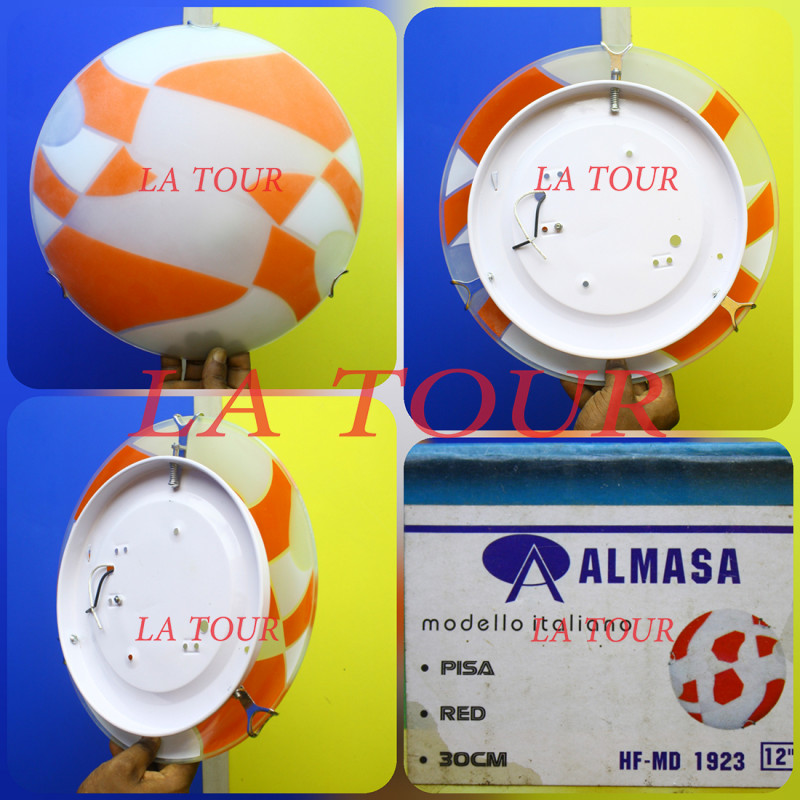 LA TOUR
LA TOUR
LA TOUR
LA TOUR
ALMASA
modello italiano
LA TOUR
• PISA
• RED
• 30CM
HF-MD 1923 12"